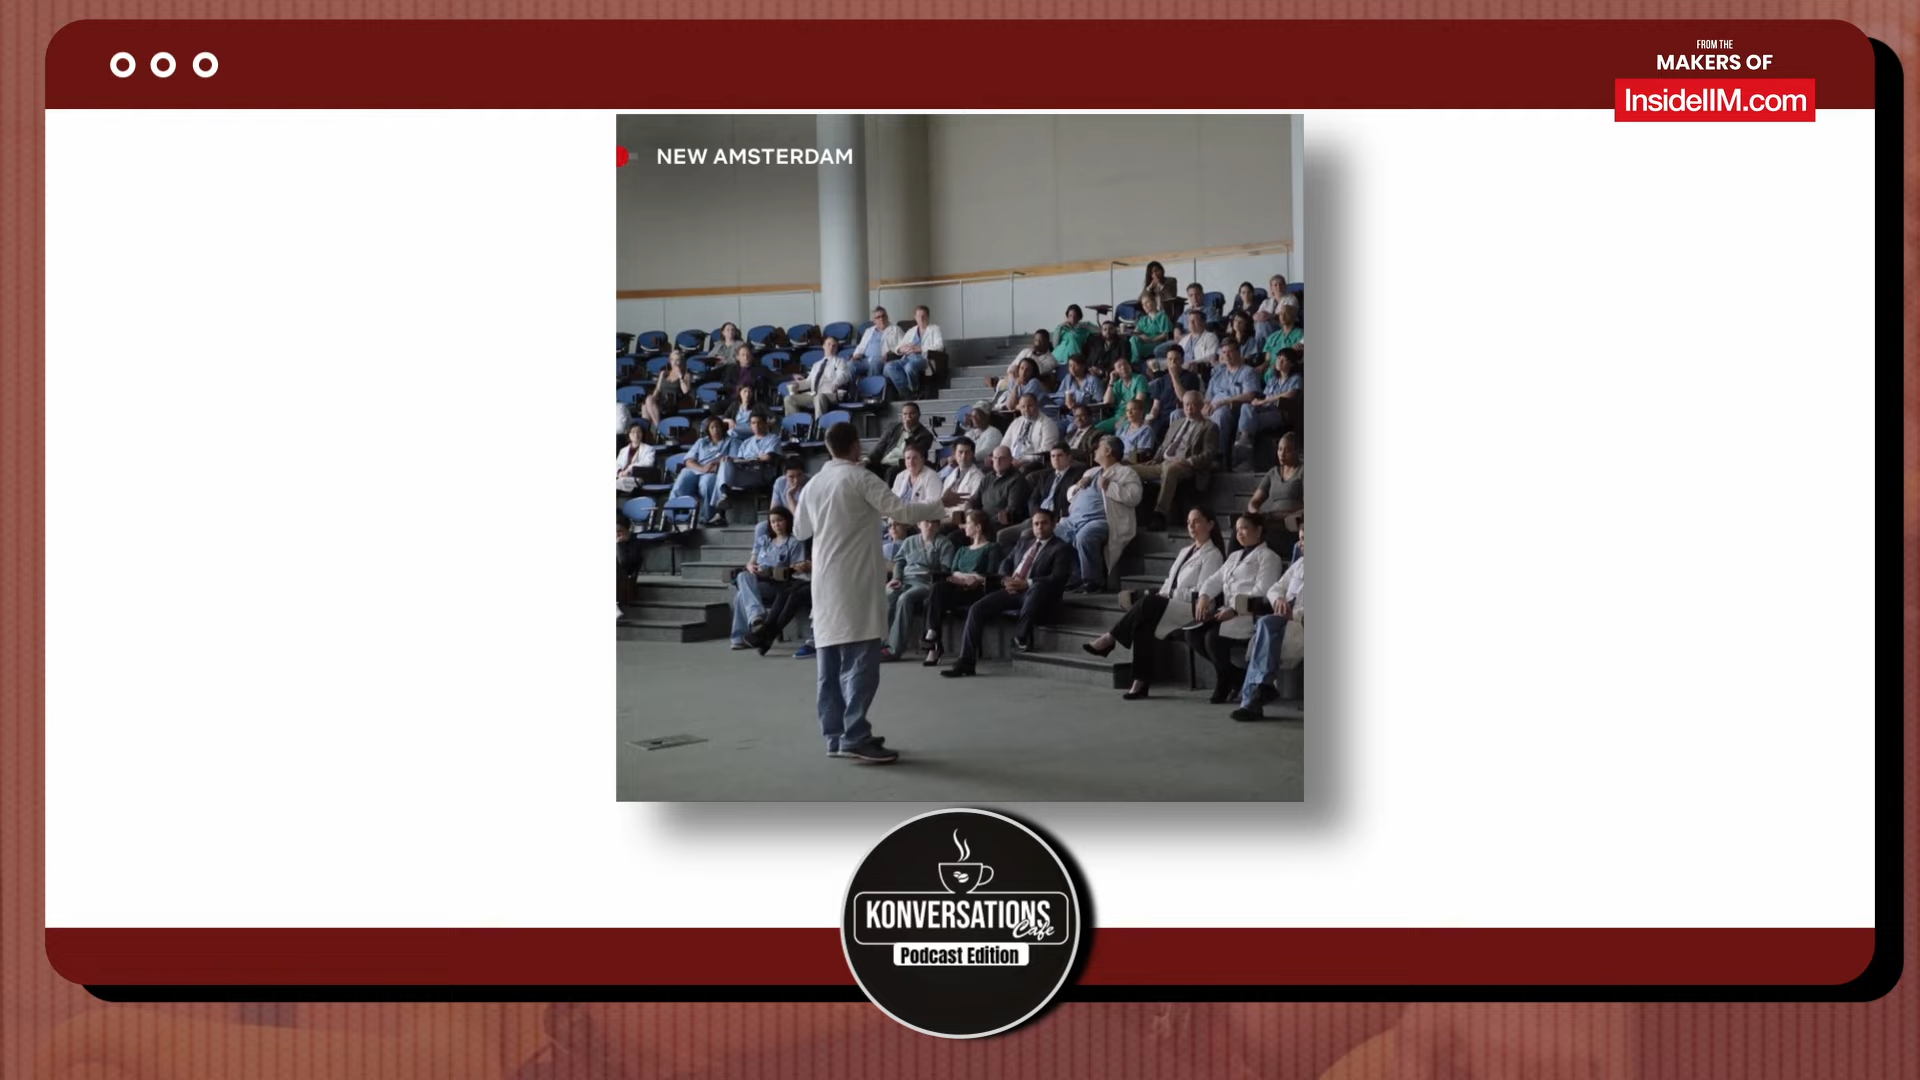 FROM THE
MAKERS OF
InsideIIM.com
NEW AMSTERDAM
KONVERSATIONS
Cafe
Podcast Edition